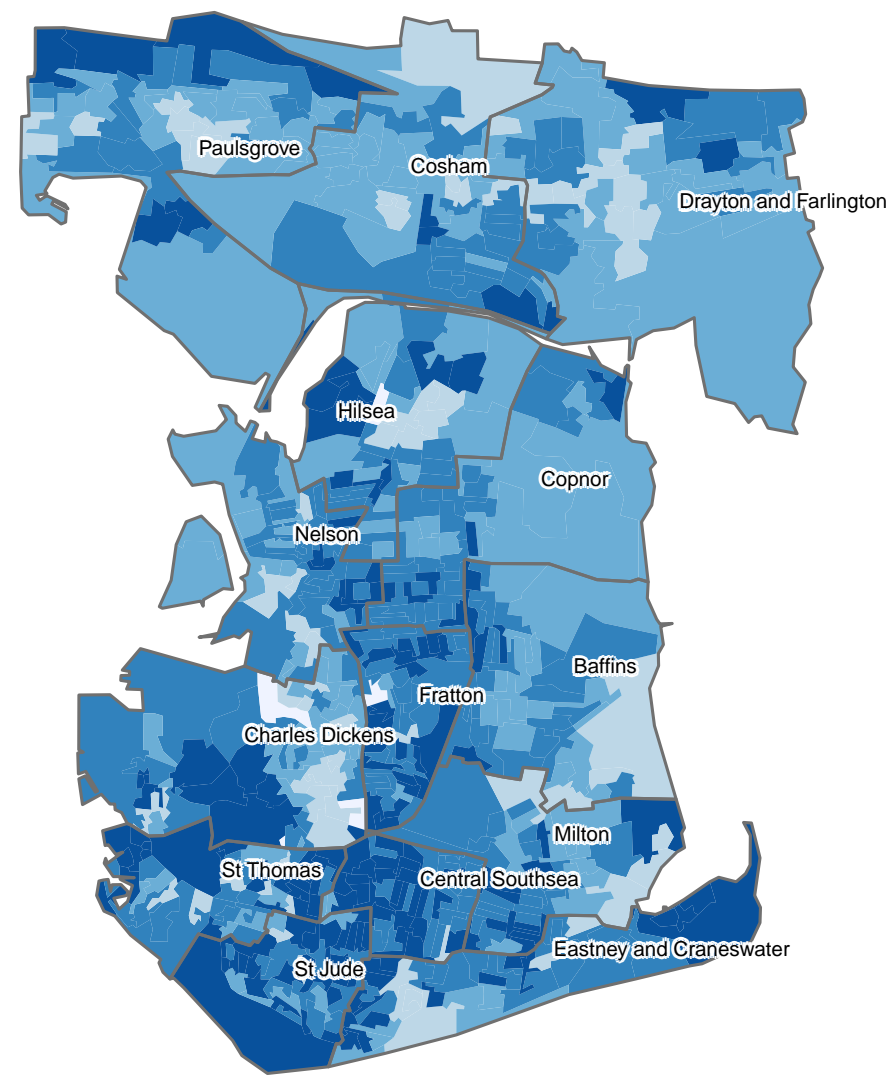 Paulsgrove
Cosham
Drayton and Farlington
Hilsea
Copnor
Nelson
Baffins
Fratton
Charles Dickens
Milton
St Thomas
Central Southsea
Eastney and Craneswater
St Jude